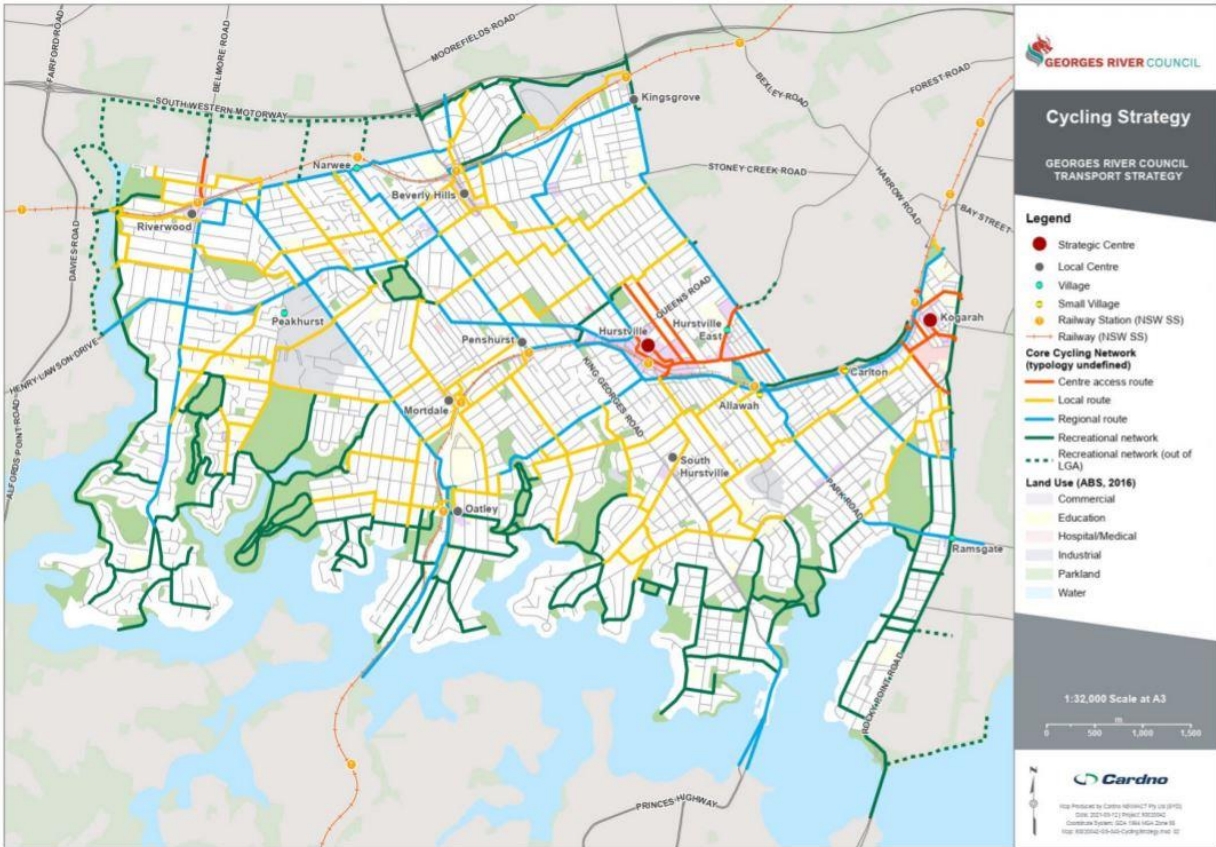 FAIRFORD·ROAD
BELMORE·ROAD
MOOREFIELDS·ROAD
SOUTH·WESTERN·MOTORWAY
BEXLEY·ROAD
FOREST·ROAD
Kingsgrove
Narwee
STONEY·CREEK·ROAD
HARROW·ROAD
BAY·STREET
Beverly Hills
Riverwood
DAVIES·ROAD
QUEENS·ROAD
Hurstville
Hurstville
East
Kogarah
Peakhurst
Penshurst
HENRY·LAWSON·DRIVE
KING·GEORGES·ROAD
Carlton
Allawah
Mortdale
ALFORDS·POINT·ROAD
South
Hurstville
PARK·ROAD
Oatley
Ramsgate
ROCKY·POINT·ROAD
PRINCES·HIGHWAY
GEORGES RIVER COUNCIL
Cycling Strategy
GEORGES RIVER COUNCIL
TRANSPORT STRATEGY
Legend
Strategic Centre
Local Centre
Village
Small Village
Railway Station (NSW SS)
Railway (NSW SS)
Core Cycling Network
(typology undefined)
Centre access route
Local route
Regional route
Recreational network
Recreational network (out of
LGA)
Land Use (ABS, 2016)
Commercial
Education
Hospital/Medical
Industrial
Parkland
Water
1:32,000 Scale at A3
m
0 500 1,000 1,500
N
Cardno